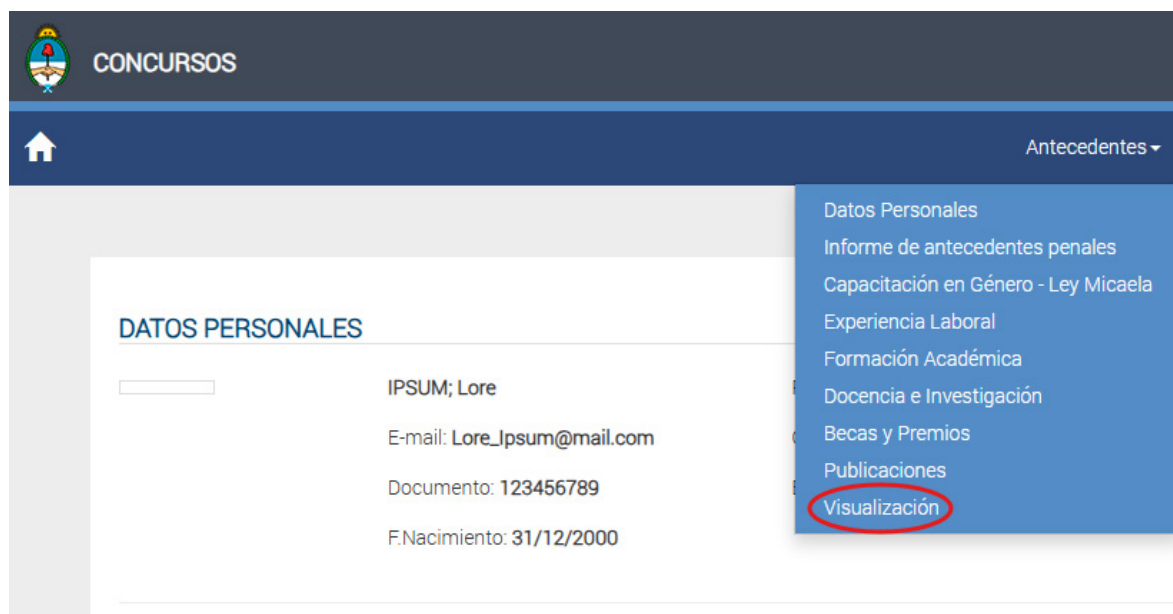 CONCURSOS
Antecedentes
Datos Personales
Informe de antecedentes penales
Capacitación en Género - Ley Micaela
Experiencia Laboral
Formación Académica
Docencia e Investigación
Becas y Premios
Publicaciones
Visualización
DATOS PERSONALES
IPSUM; Lore
E-mail: Lore_Ipsum@mail.com
Documento: 123456789
F.Nacimiento: 31/12/2000